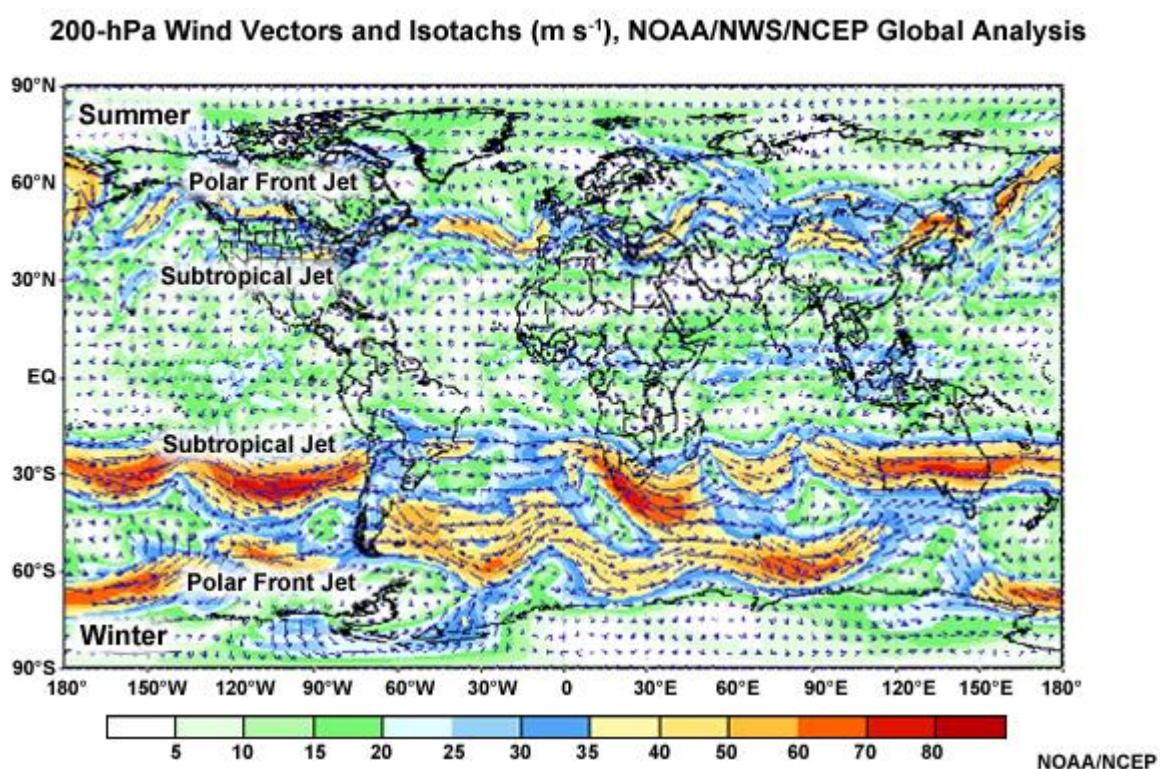 200-hPa Wind Vectors and Isotachs (m s⁻¹), NOAA/NWS/NCEP Global Analysis
90°N
Summer
60°N
Polar Front Jet
Subtropical Jet
30°N
EQ
Subtropical Jet
30°S
60°S
Polar Front Jet
Winter
90°S
180° 150°W 120°W 90°W 60°W 30°W 0 30°E 60°E 90°E 120°E 150°E 180°
5 10 15 20 25 30 35 40 50 60 70 80
NOAA/NCEP